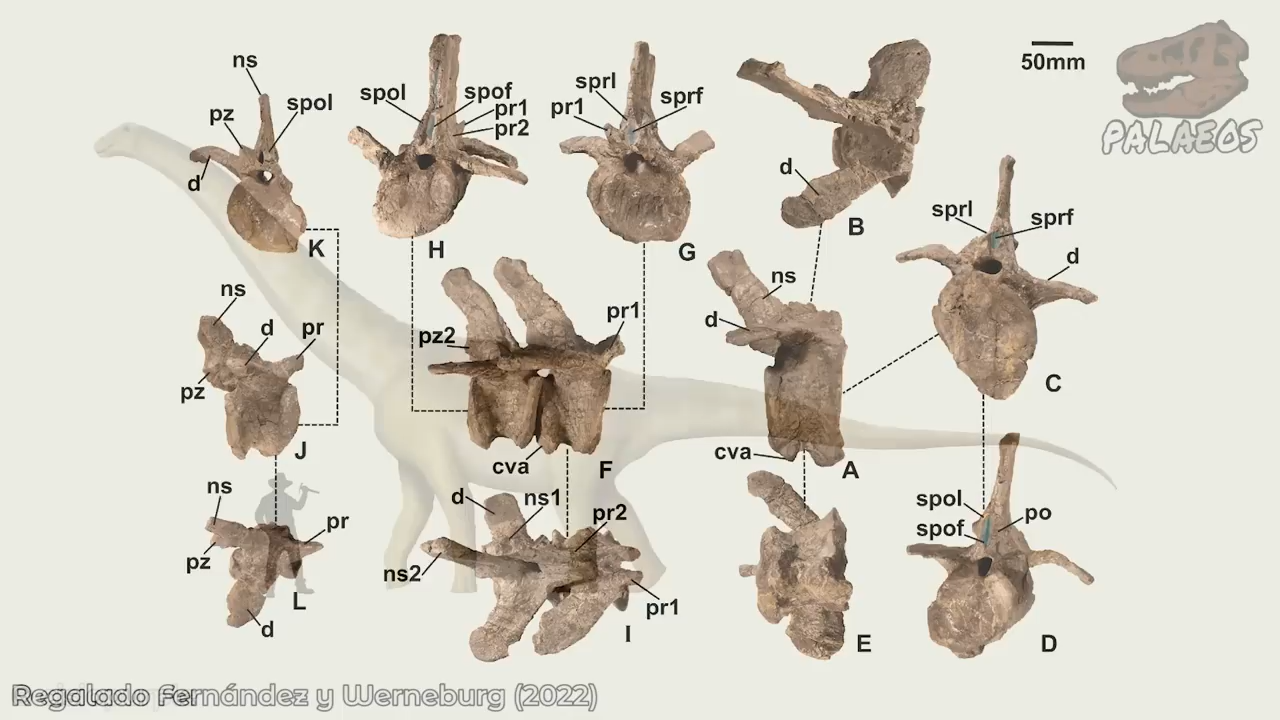 50mm
PALAEOS
ns
pz
spol
d
K
spol
spof
pr1
pr2
H
sprl
pr1
sprf
G
d
B
sprl
sprf
d
C
ns
d
pr
pz
J
pz2
pr1
cva
F
ns
d
cva
A
ns
pr
pz
L
d
d
ns1
pr2
ns2
pr1
I
E
spol
spof
po
D
Regalado Fernández y Werneburg (2022)